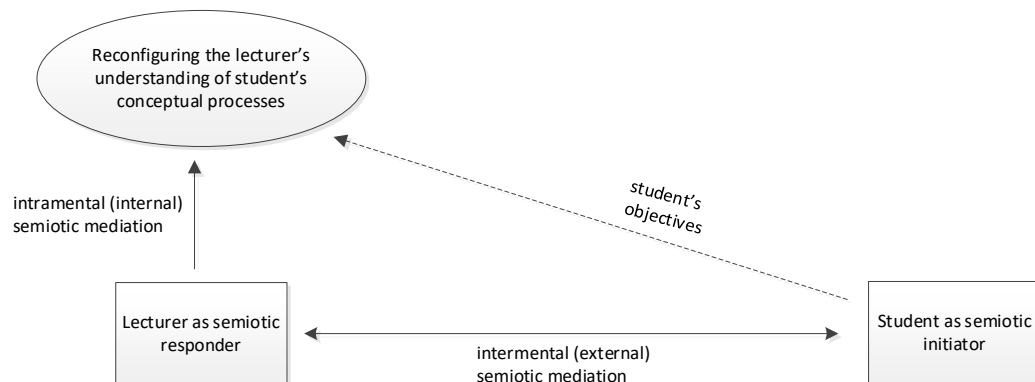 Reconfiguring the lecturer’s
understanding of student’s
conceptual processes
intramental (internal)
semiotic mediation
student’s
objectives
Lecturer as semiotic
responder
intermental (external)
semiotic mediation
Student as semiotic
initiator